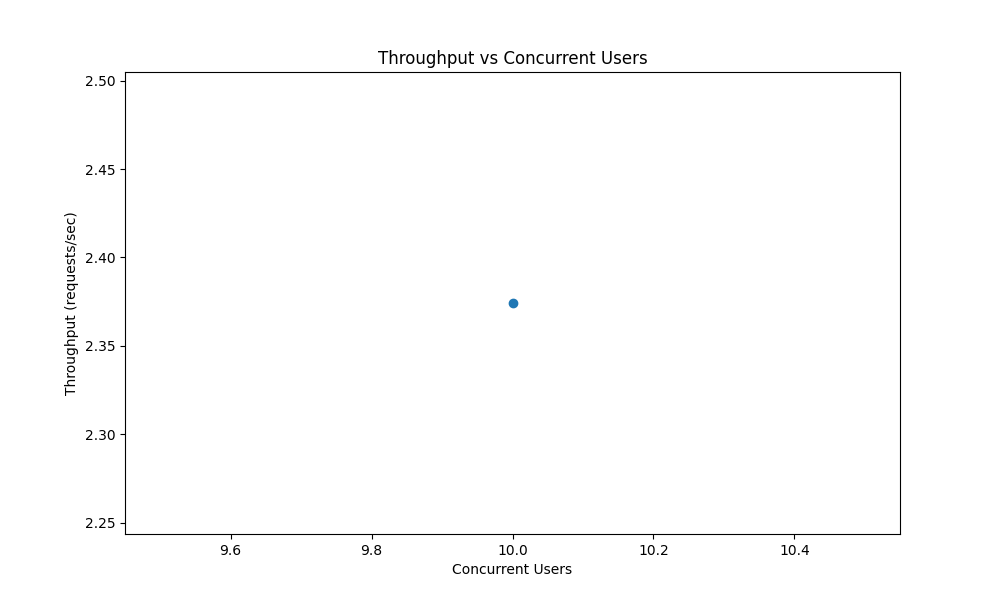 Throughput vs Concurrent Users
2.50
2.45
2.40
2.35
2.30
2.25
Throughput (requests/sec)
9.6 9.8 10.0 10.2 10.4
Concurrent Users